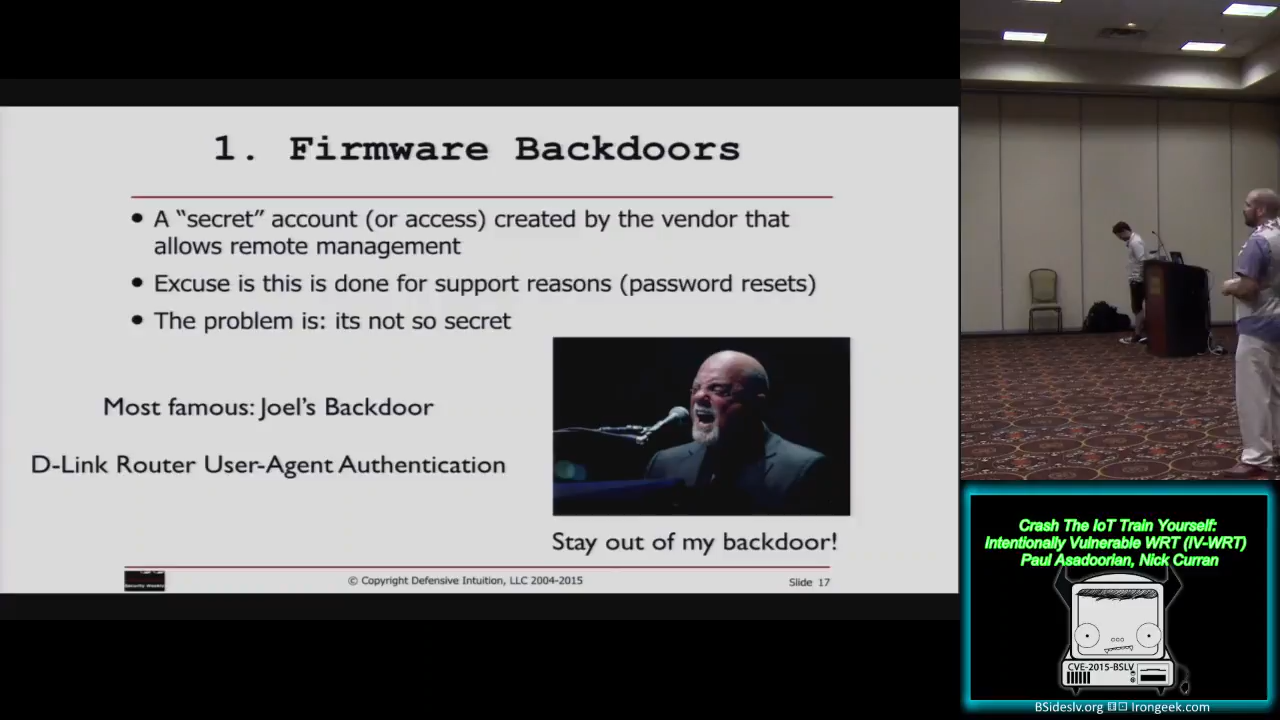 1. Firmware Backdoors
• A “secret” account (or access) created by the vendor that
allows remote management
• Excuse is this is done for support reasons (password resets)
• The problem is: its not so secret
Most famous: Joel's Backdoor
D-Link Router User-Agent Authentication
Stay out of my backdoor!
Security Weekly
© Copyright Defensive Intuition, LLC 2004-2015
Slide 17
Crash The IoT Train Yourself:
Intentionally Vulnerable WRT (IV-WRT)
Paul Asadoorian, Nick Curran
CVE-2015-BSLV
BSideslv.org Irongeek.com